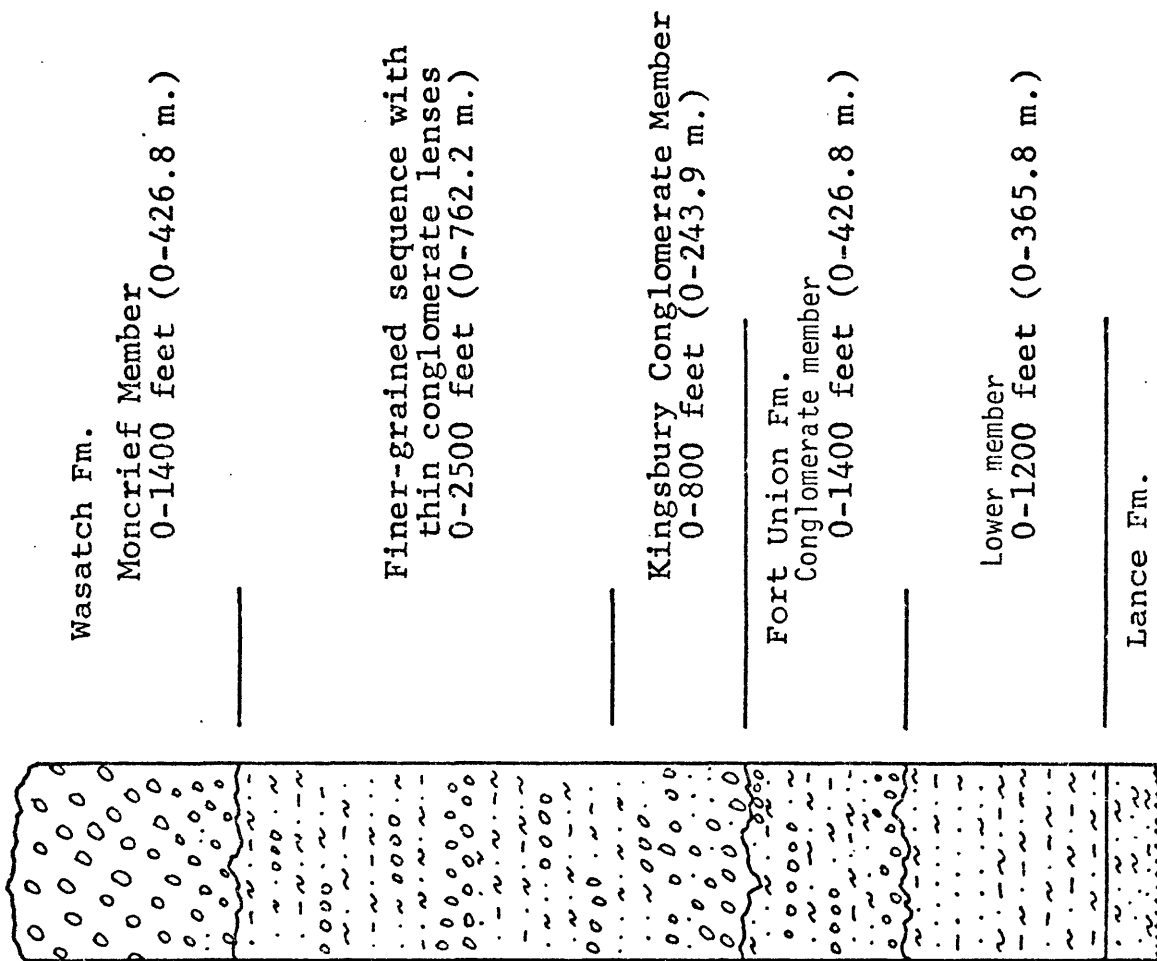 Wasatch Fm.
Moncrief Member
0-1400 feet (0-426.8 m.)
Finer-grained sequence with
thin conglomerate lenses
0-2500 feet (0-762.2 m.)
Kingsbury Conglomerate Member
0-800 feet (0-243.9 m.)
Fort Union Fm.
Conglomerate member
0-1400 feet (0-426.8 m.)
Lower member
0-1200 feet (0-365.8 m.)
Lance Fm.